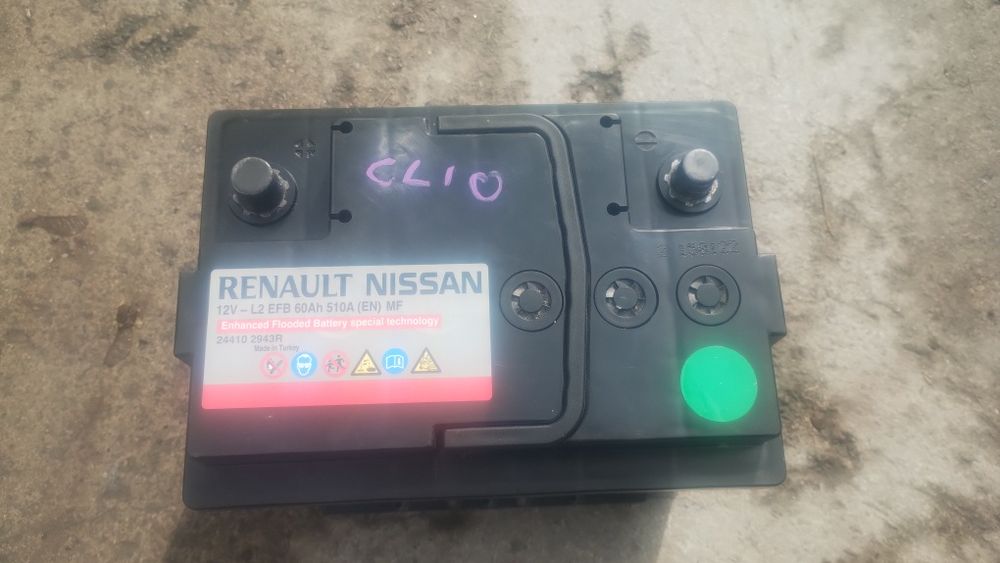 CLIO
RENAULT NISSAN
12V – L2 EFB 60Ah 510A (EN) MF
Enhanced Flooded Battery special technology
24410 2943R
Made in Turkey